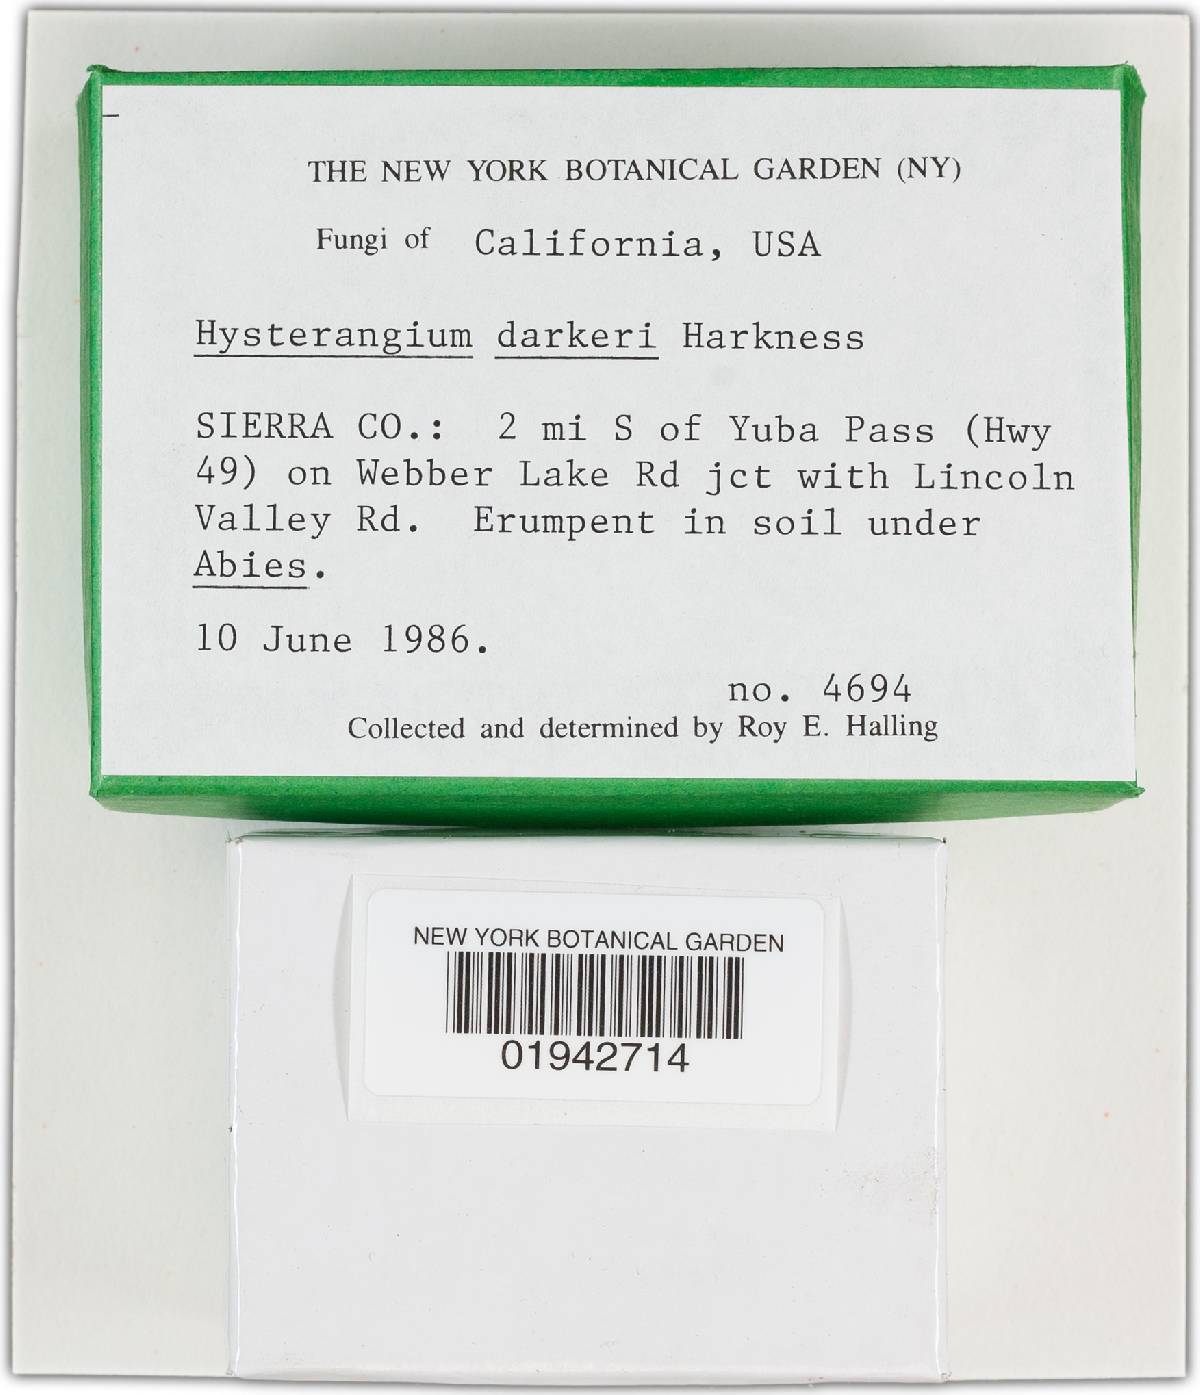 THE NEW YORK BOTANICAL GARDEN (NY)
Fungi of California, USA
Hysterangium darkeri Harkness
SIERRA CO.: 2 mi S of Yuba Pass (Hwy
49) on Webber Lake Rd jct with Lincoln
Valley Rd. Erumpent in soil under
Abies.
10 June 1986.
no. 4694
Collected and determined by Roy E. Halling
NEW YORK BOTANICAL GARDEN
01942714